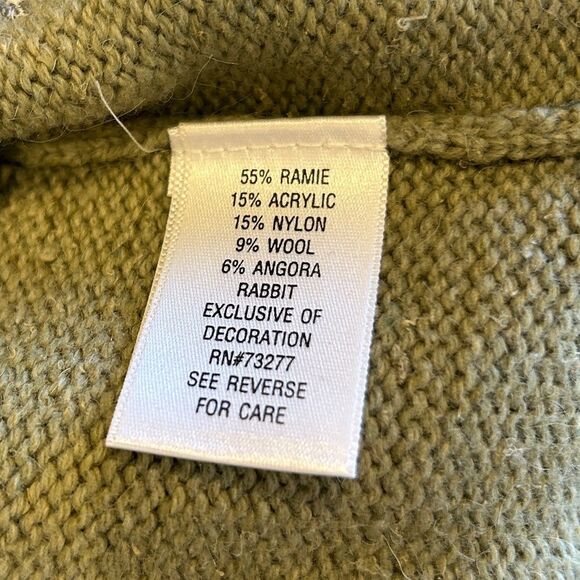 55% RAMIE
15% ACRYLIC
15% NYLON
9% WOOL
6% ANGORA
RABBIT
EXCLUSIVE OF
DECORATION
RN#73277
SEE REVERSE
FOR CARE